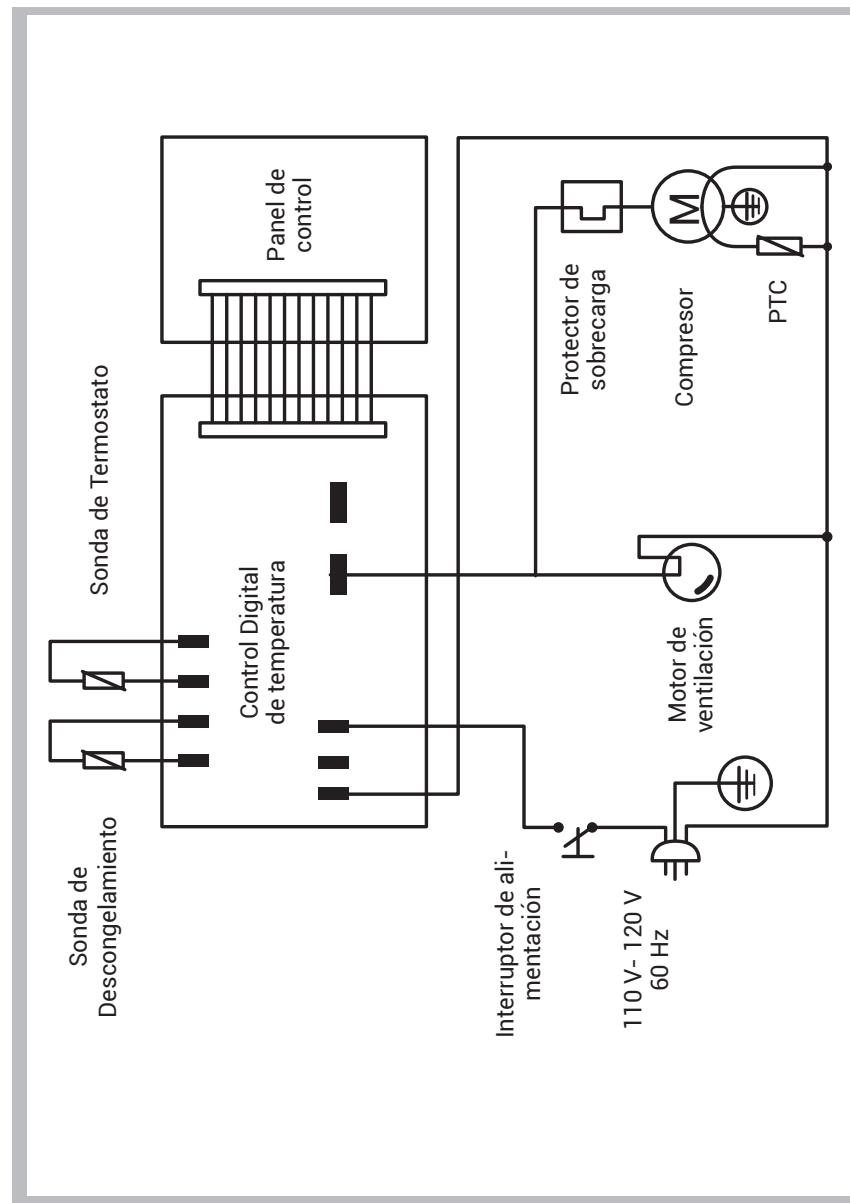 Sonda de
Descongelamiento
Sonda de Termostato
Control Digital
de temperatura
Panel de
control
Interruptor de ali-
mentación
110 V- 120 V
60 Hz
Motor de
ventilación
Protector de
sobrecarga
Compresor
M
PTC